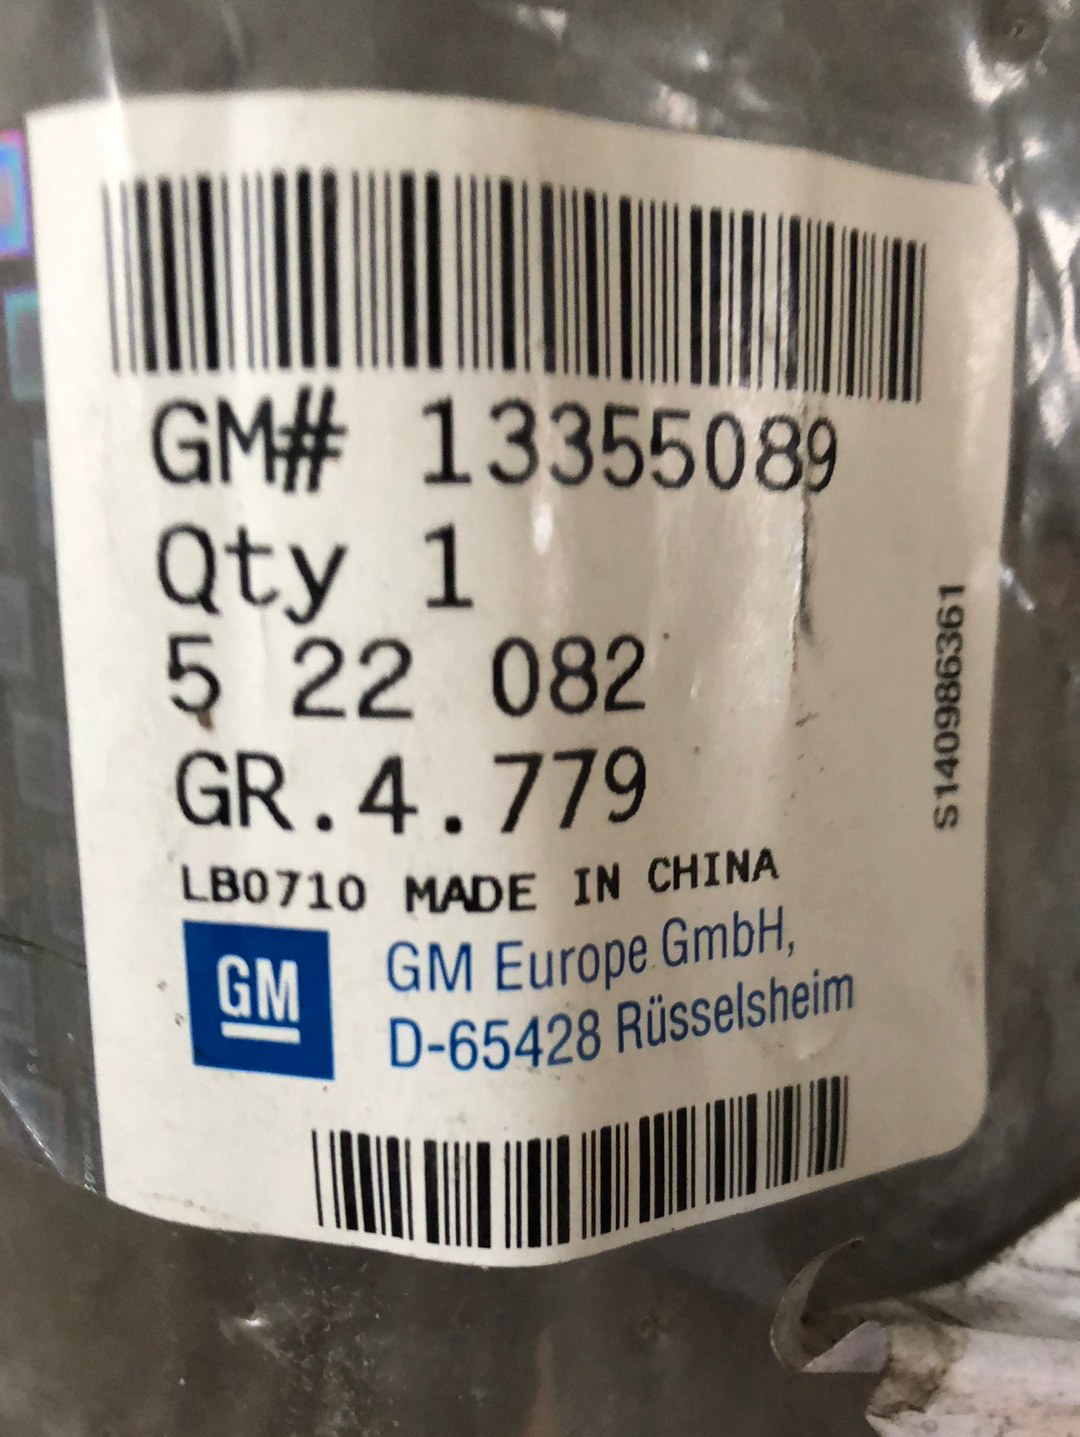 GM# 13355089
Qty 1
5 22 082
GR.4.779
LB0710 MADE IN CHINA
GM
GM Europe GmbH,
D-65428 Rüsselsheim
S140986361